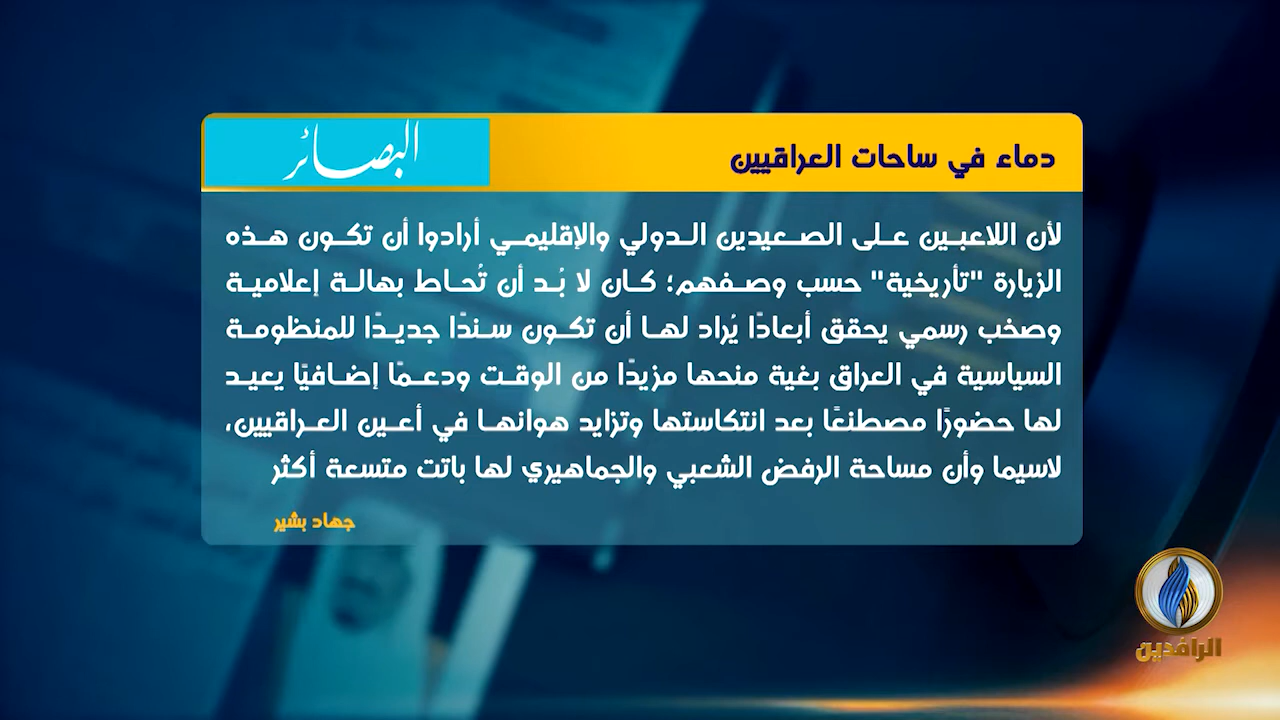 دماء في ساحات العراقيين
البصائر
لأن اللاعبين على الصعيدين الدولي والإقليمي أرادوا أن تكون هذه
الزيارة "تأريخية" حسب وصفهم؛ كان لا بُد أن تُحاط بهالة إعلامية
وصخب رسمي يحقق أبعادًا يُراد لها أن تكون سندًا جديدًا للمنظومة
السياسية في العراق بغية منحها مزيدًا من الوقت ودعمًا إضافيًا يعيد
لها حضورًا مصطنعًا بعد انتكاستها وتزايد هوانها في أعين العراقيين،
لاسيما وأن مساحة الرفض الشعبي والجماهيري لها باتت متسعة أكثر
جهاد بشير
الرافدين